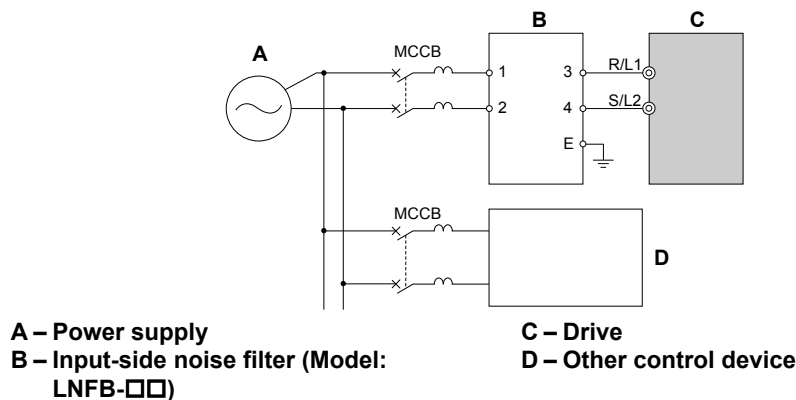 A
B
C
MCCB
1
2
3
4
E
R/L1
S/L2
MCCB
D
A – Power supply
B – Input-side noise filter (Model:
LNFB-□□)
C – Drive
D – Other control device